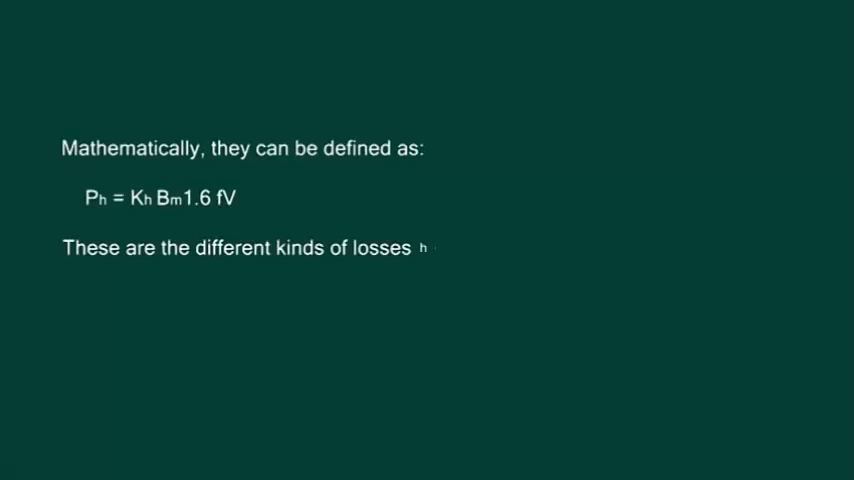 Mathematically, they can be defined as:
Ph = Kh Bm1.6 fV
These are the different kinds of losses h